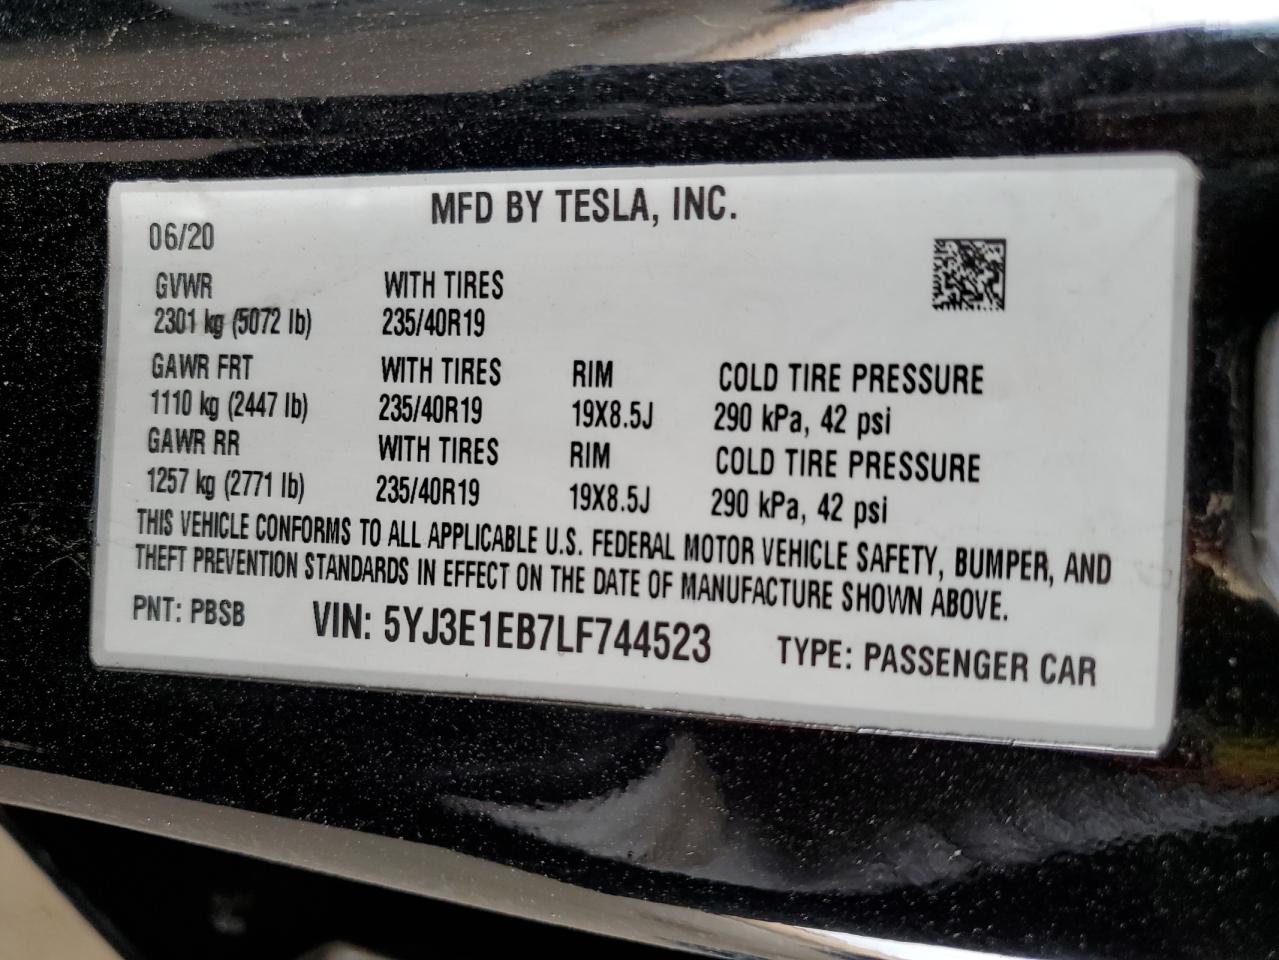 MFD BY TESLA, INC.
06/20
GVWR WITH TIRES
2301 kg (5072 lb) 235/40R19
GAWR FRT WITH TIRES RIM COLD TIRE PRESSURE
1110 kg (2447 lb) 235/40R19 19X8.5J 290 kPa, 42 psi
GAWR RR WITH TIRES RIM COLD TIRE PRESSURE
1257 kg (2771 lb) 235/40R19 19X8.5J 290 kPa, 42 psi
THIS VEHICLE CONFORMS TO ALL APPLICABLE U.S. FEDERAL MOTOR VEHICLE SAFETY, BUMPER, AND
THEFT PREVENTION STANDARDS IN EFFECT ON THE DATE OF MANUFACTURE SHOWN ABOVE.
PNT: PBSB VIN: 5YJ3E1EB7LF744523 TYPE: PASSENGER CAR